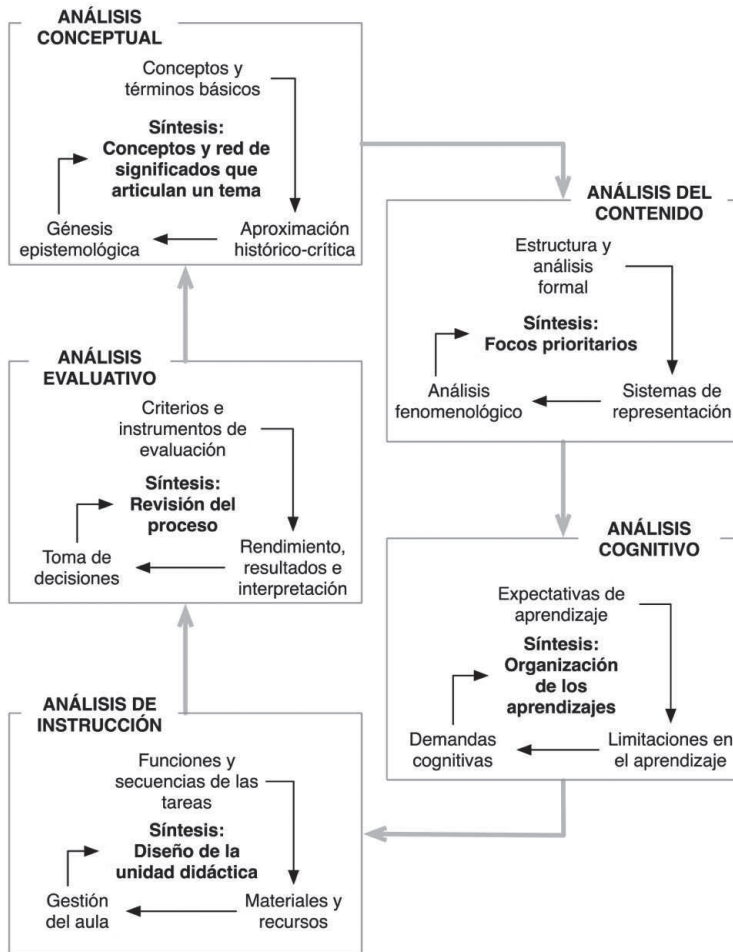 ANÁLISIS
CONCEPTUAL
Conceptos y
términos básicos
Síntesis:
Conceptos y red de
significados que
articulan un tema
Génesis
epistemológica
Aproximación
histórico-crítica
ANÁLISIS DEL
CONTENIDO
Estructura y
análisis
formal
Síntesis:
Focos prioritarios
Análisis
fenomenológico
Sistemas de
representación
ANÁLISIS
EVALUATIVO
Criterios e
instrumentos de
evaluación
Síntesis:
Revisión del
proceso
Toma de
decisiones
Rendimiento,
resultados e
interpretación
ANÁLISIS
COGNITIVO
Expectativas de
aprendizaje
Síntesis:
Organización
de los
aprendizajes
Demandas
cognitivas
Limitaciones en
el aprendizaje
ANÁLISIS DE
INSTRUCCIÓN
Funciones y
secuencias de las
tareas
Síntesis:
Diseño de la
unidad didáctica
Gestión
del aula
Materiales y
recursos